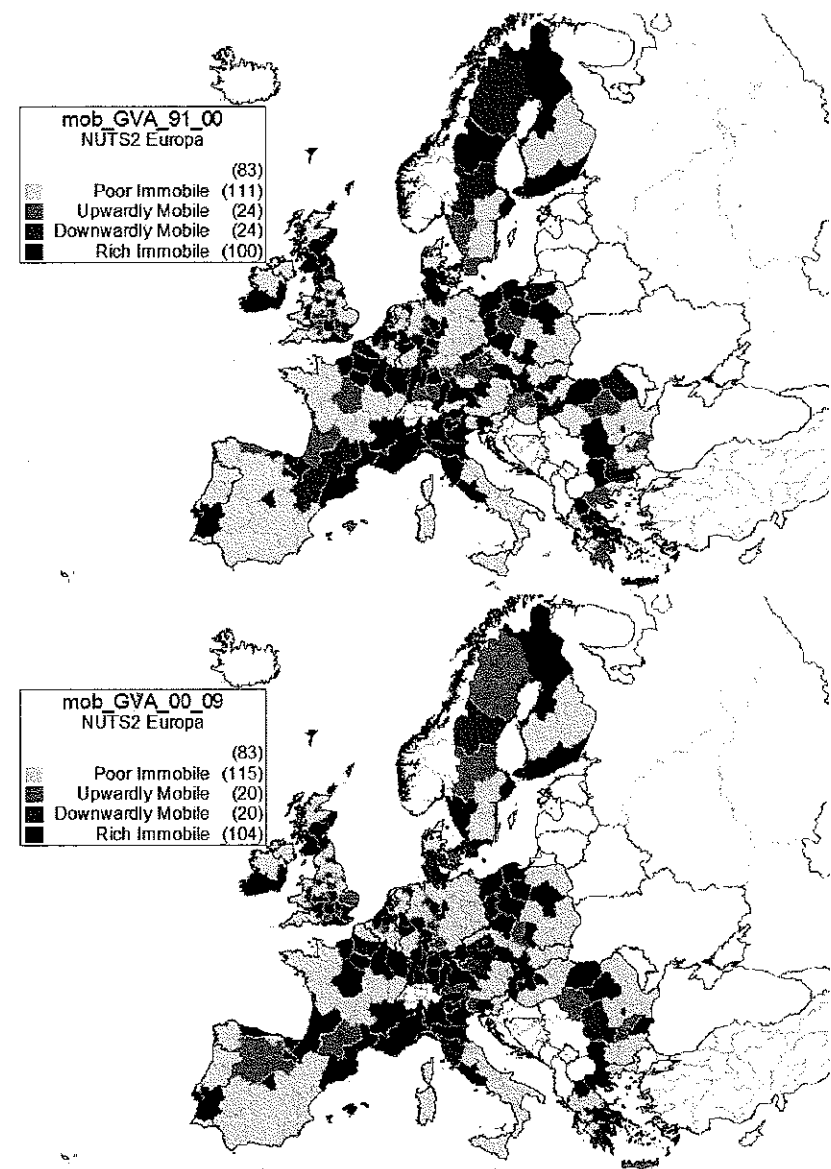 mob_GVA_91_00
NUTS2 Europa
(83)
Poor Immobile (111)
Upwardly Mobile (24)
Downwardly Mobile (24)
Rich Immobile (100)
mob_GVA_00_09
NUTS2 Europa
(83)
Poor Immobile (115)
Upwardly Mobile (20)
Downwardly Mobile (20)
Rich Immobile (104)